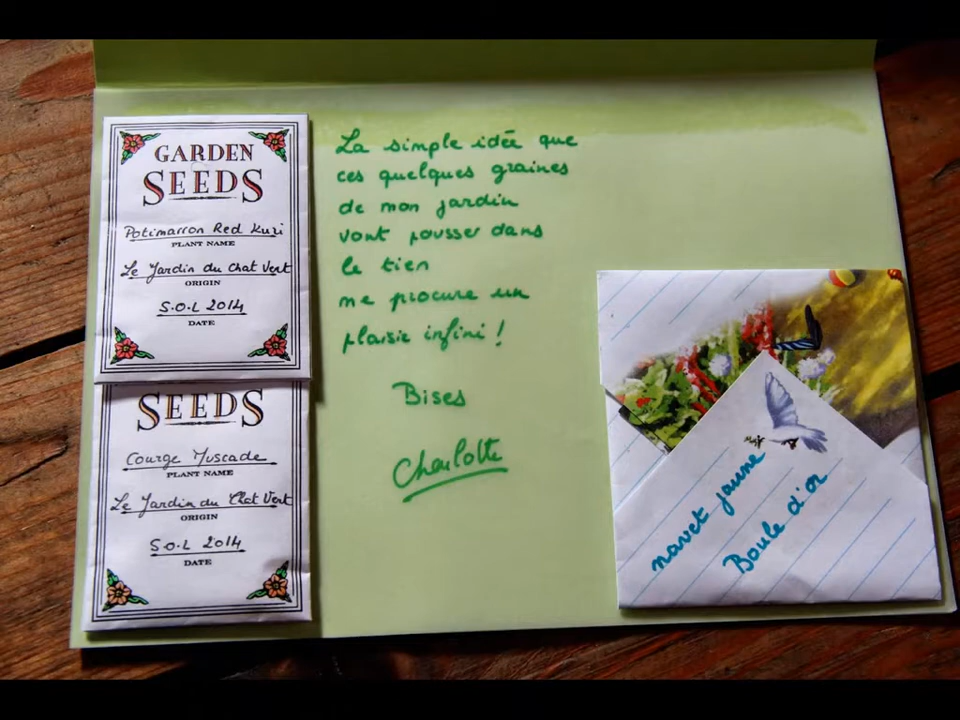 GARDEN
SEEDS
Potimarron Red Kuri
PLANT NAME
Le Jardin du Chat Vert
ORIGIN
S.O.L 2014
DATE
SEEDS
Courge Muscade
PLANT NAME
Le Jardin du Chat Vert
ORIGIN
S.O.L 2014
DATE
La simple idée que
ces quelques graines
de mon jardin
vont pousser dans
le tien
me procure un
plaisir infini !
Bises
Charlotte
navet jaune
Boule d'or